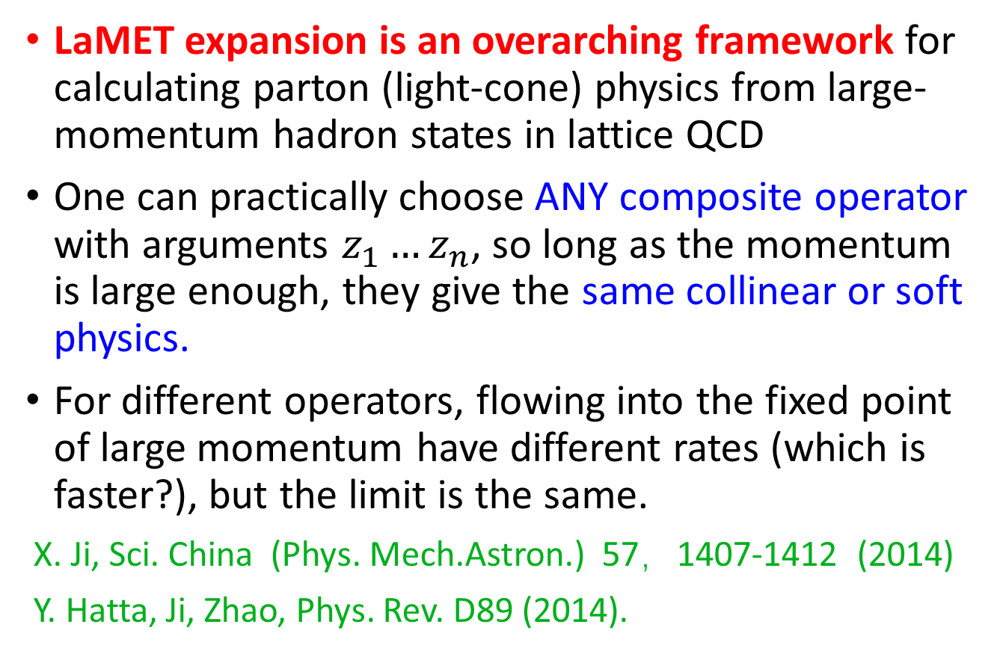 • LaMET expansion is an overarching framework for
calculating parton (light-cone) physics from large-
momentum hadron states in lattice QCD
• One can practically choose ANY composite operator
with arguments 𝑧₁ … 𝑧ₙ, so long as the momentum
is large enough, they give the same collinear or soft
physics.
• For different operators, flowing into the fixed point
of large momentum have different rates (which is
faster?), but the limit is the same.
X. Ji, Sci. China (Phys. Mech.Astron.) 57, 1407-1412 (2014)
Y. Hatta, Ji, Zhao, Phys. Rev. D89 (2014).